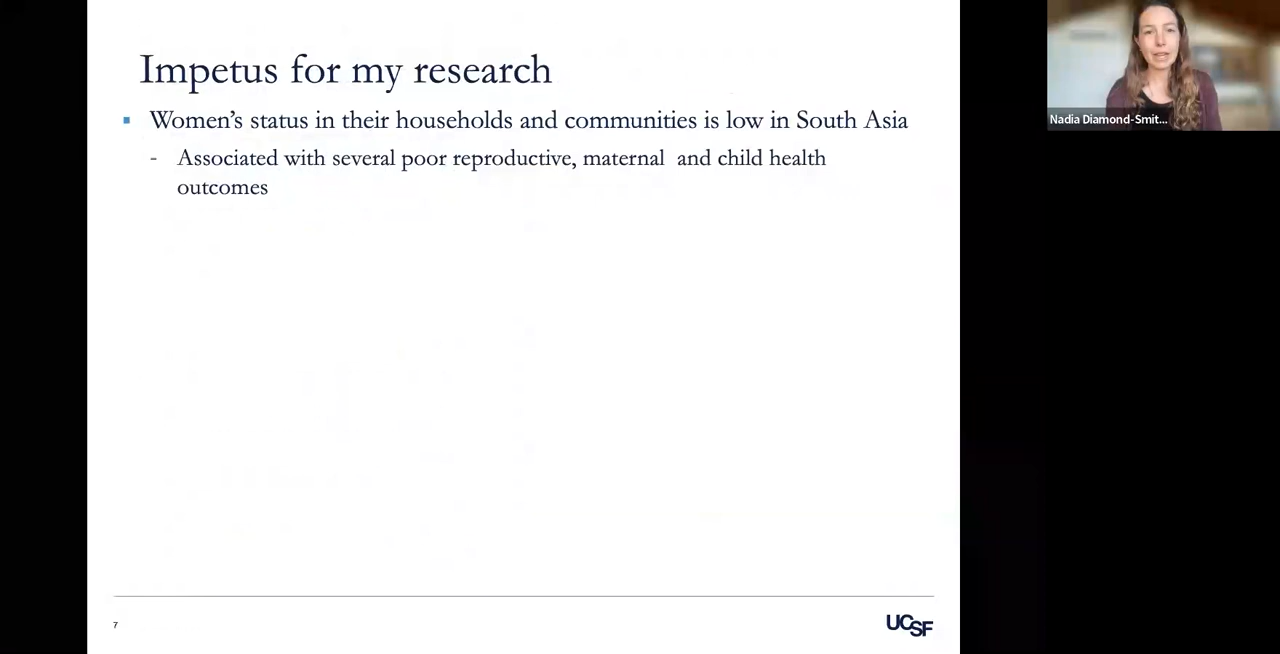 Impetus for my research
▪ Women's status in their households and communities is low in South Asia
- Associated with several poor reproductive, maternal and child health
outcomes
Nadia Diamond-Smit...
7
UCSF